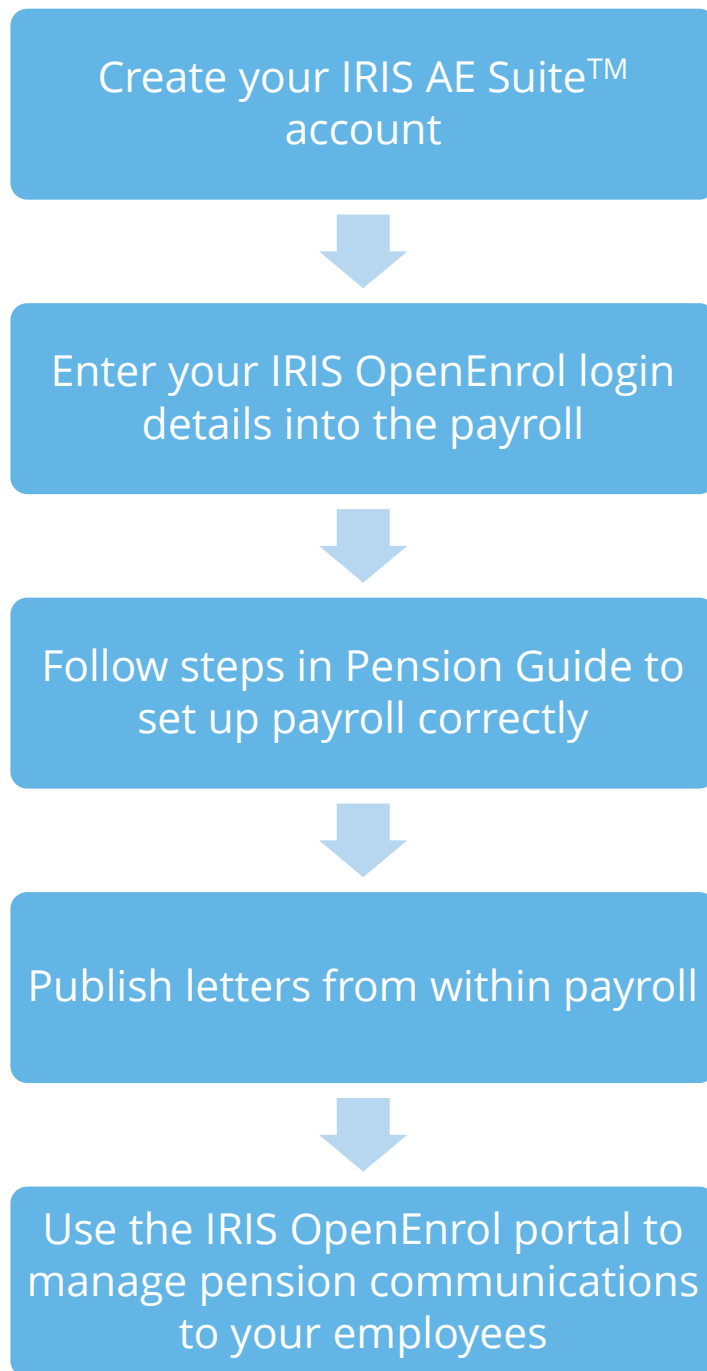 Create your IRIS AE Suite™
account
Enter your IRIS OpenEnrol login
details into the payroll
Follow steps in Pension Guide to
set up payroll correctly
Publish letters from within payroll
Use the IRIS OpenEnrol portal to
manage pension communications
to your employees